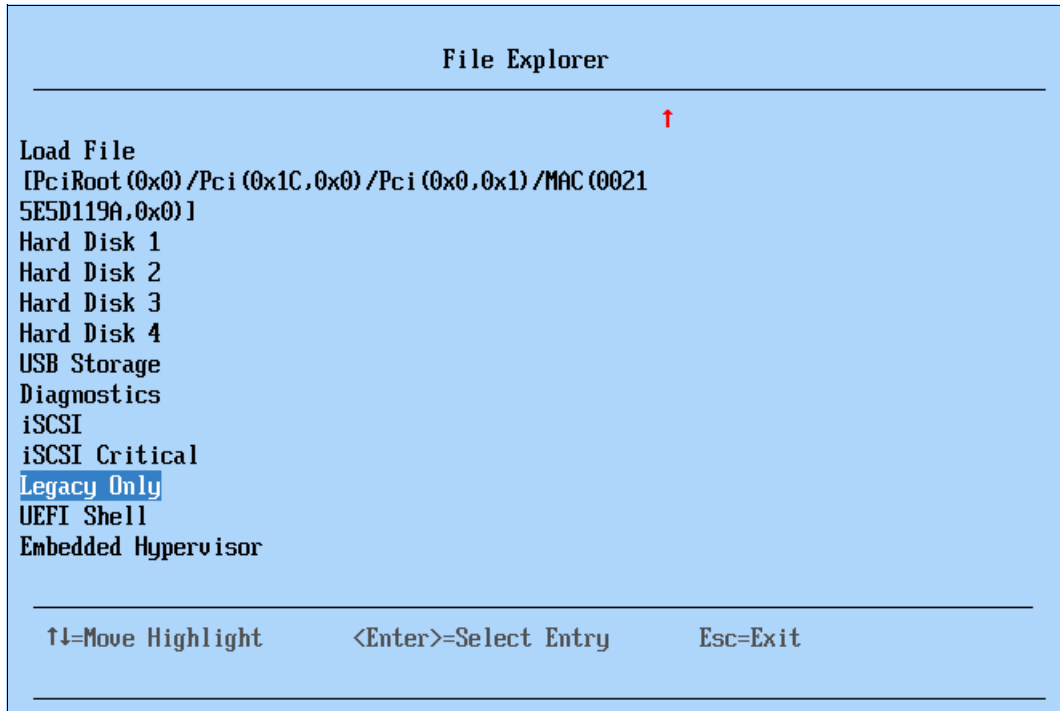 File Explorer
↑
Load File
[PciRoot(0x0)/Pci(0x1C,0x0)/Pci(0x0,0x1)/MAC(0021
5E5D119A,0x0)]
Hard Disk 1
Hard Disk 2
Hard Disk 3
Hard Disk 4
USB Storage
Diagnostics
iSCSI
iSCSI Critical
Legacy Only
UEFI Shell
Embedded Hypervisor
↑↓=Move Highlight <Enter>=Select Entry Esc=Exit